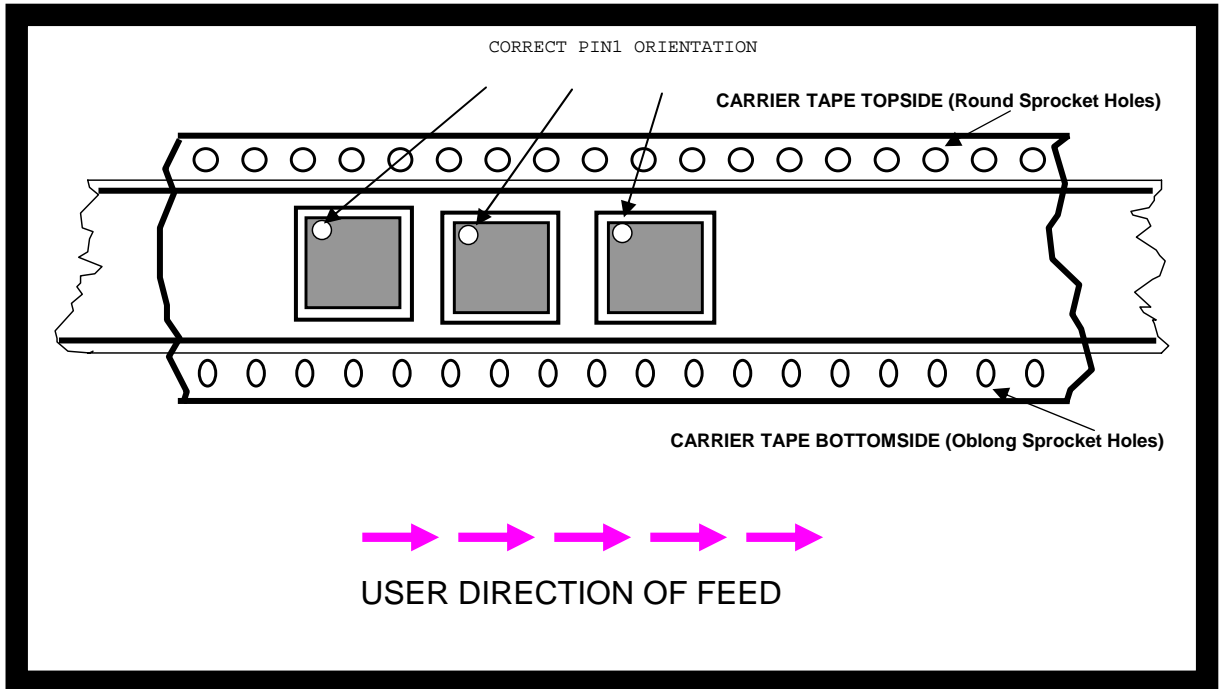 CORRECT PIN1 ORIENTATION
CARRIER TAPE TOPSIDE (Round Sprocket Holes)
CARRIER TAPE BOTTOMSIDE (Oblong Sprocket Holes)
USER DIRECTION OF FEED